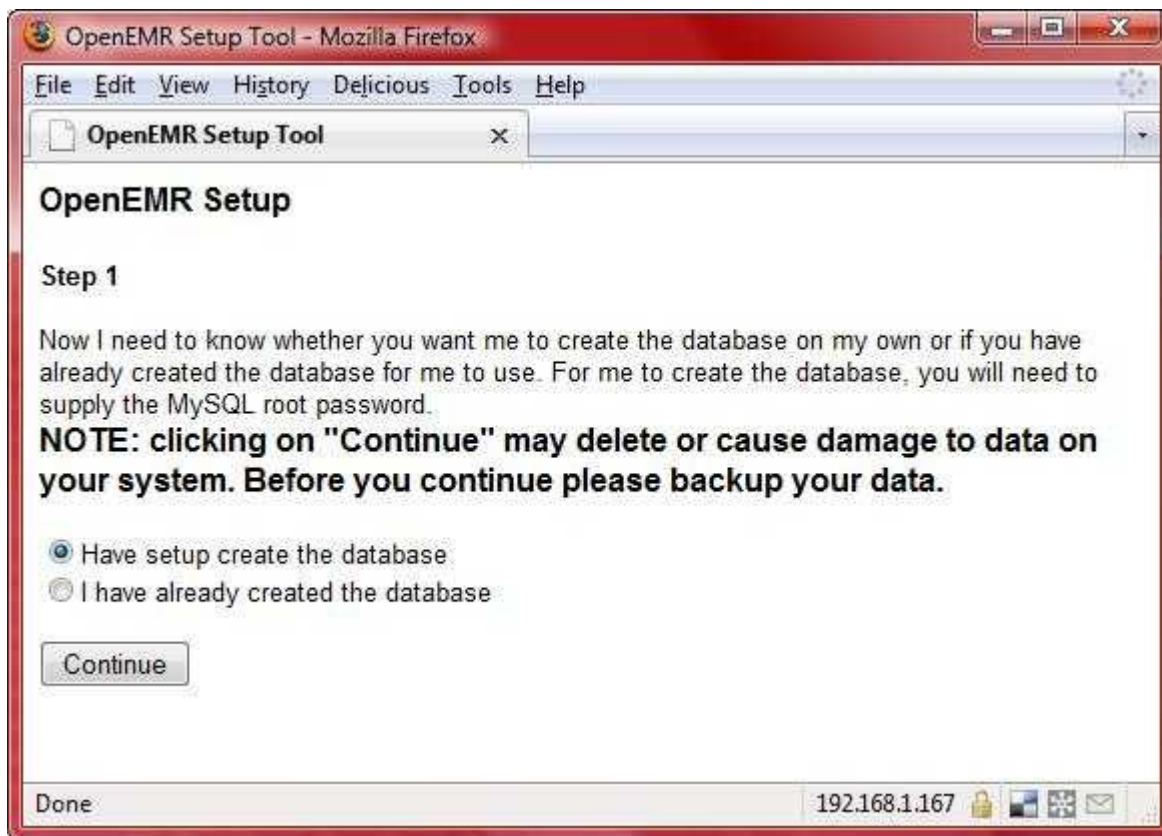 OpenEMR Setup Tool - Mozilla Firefox
File Edit View History Delicious Tools Help
OpenEMR Setup Tool
OpenEMR Setup
Step 1
Now I need to know whether you want me to create the database on my own or if you have
already created the database for me to use. For me to create the database, you will need to
supply the MySQL root password.
NOTE: clicking on "Continue" may delete or cause damage to data on
your system. Before you continue please backup your data.
Have setup create the database
I have already created the database
Continue
Done 192.168.1.167